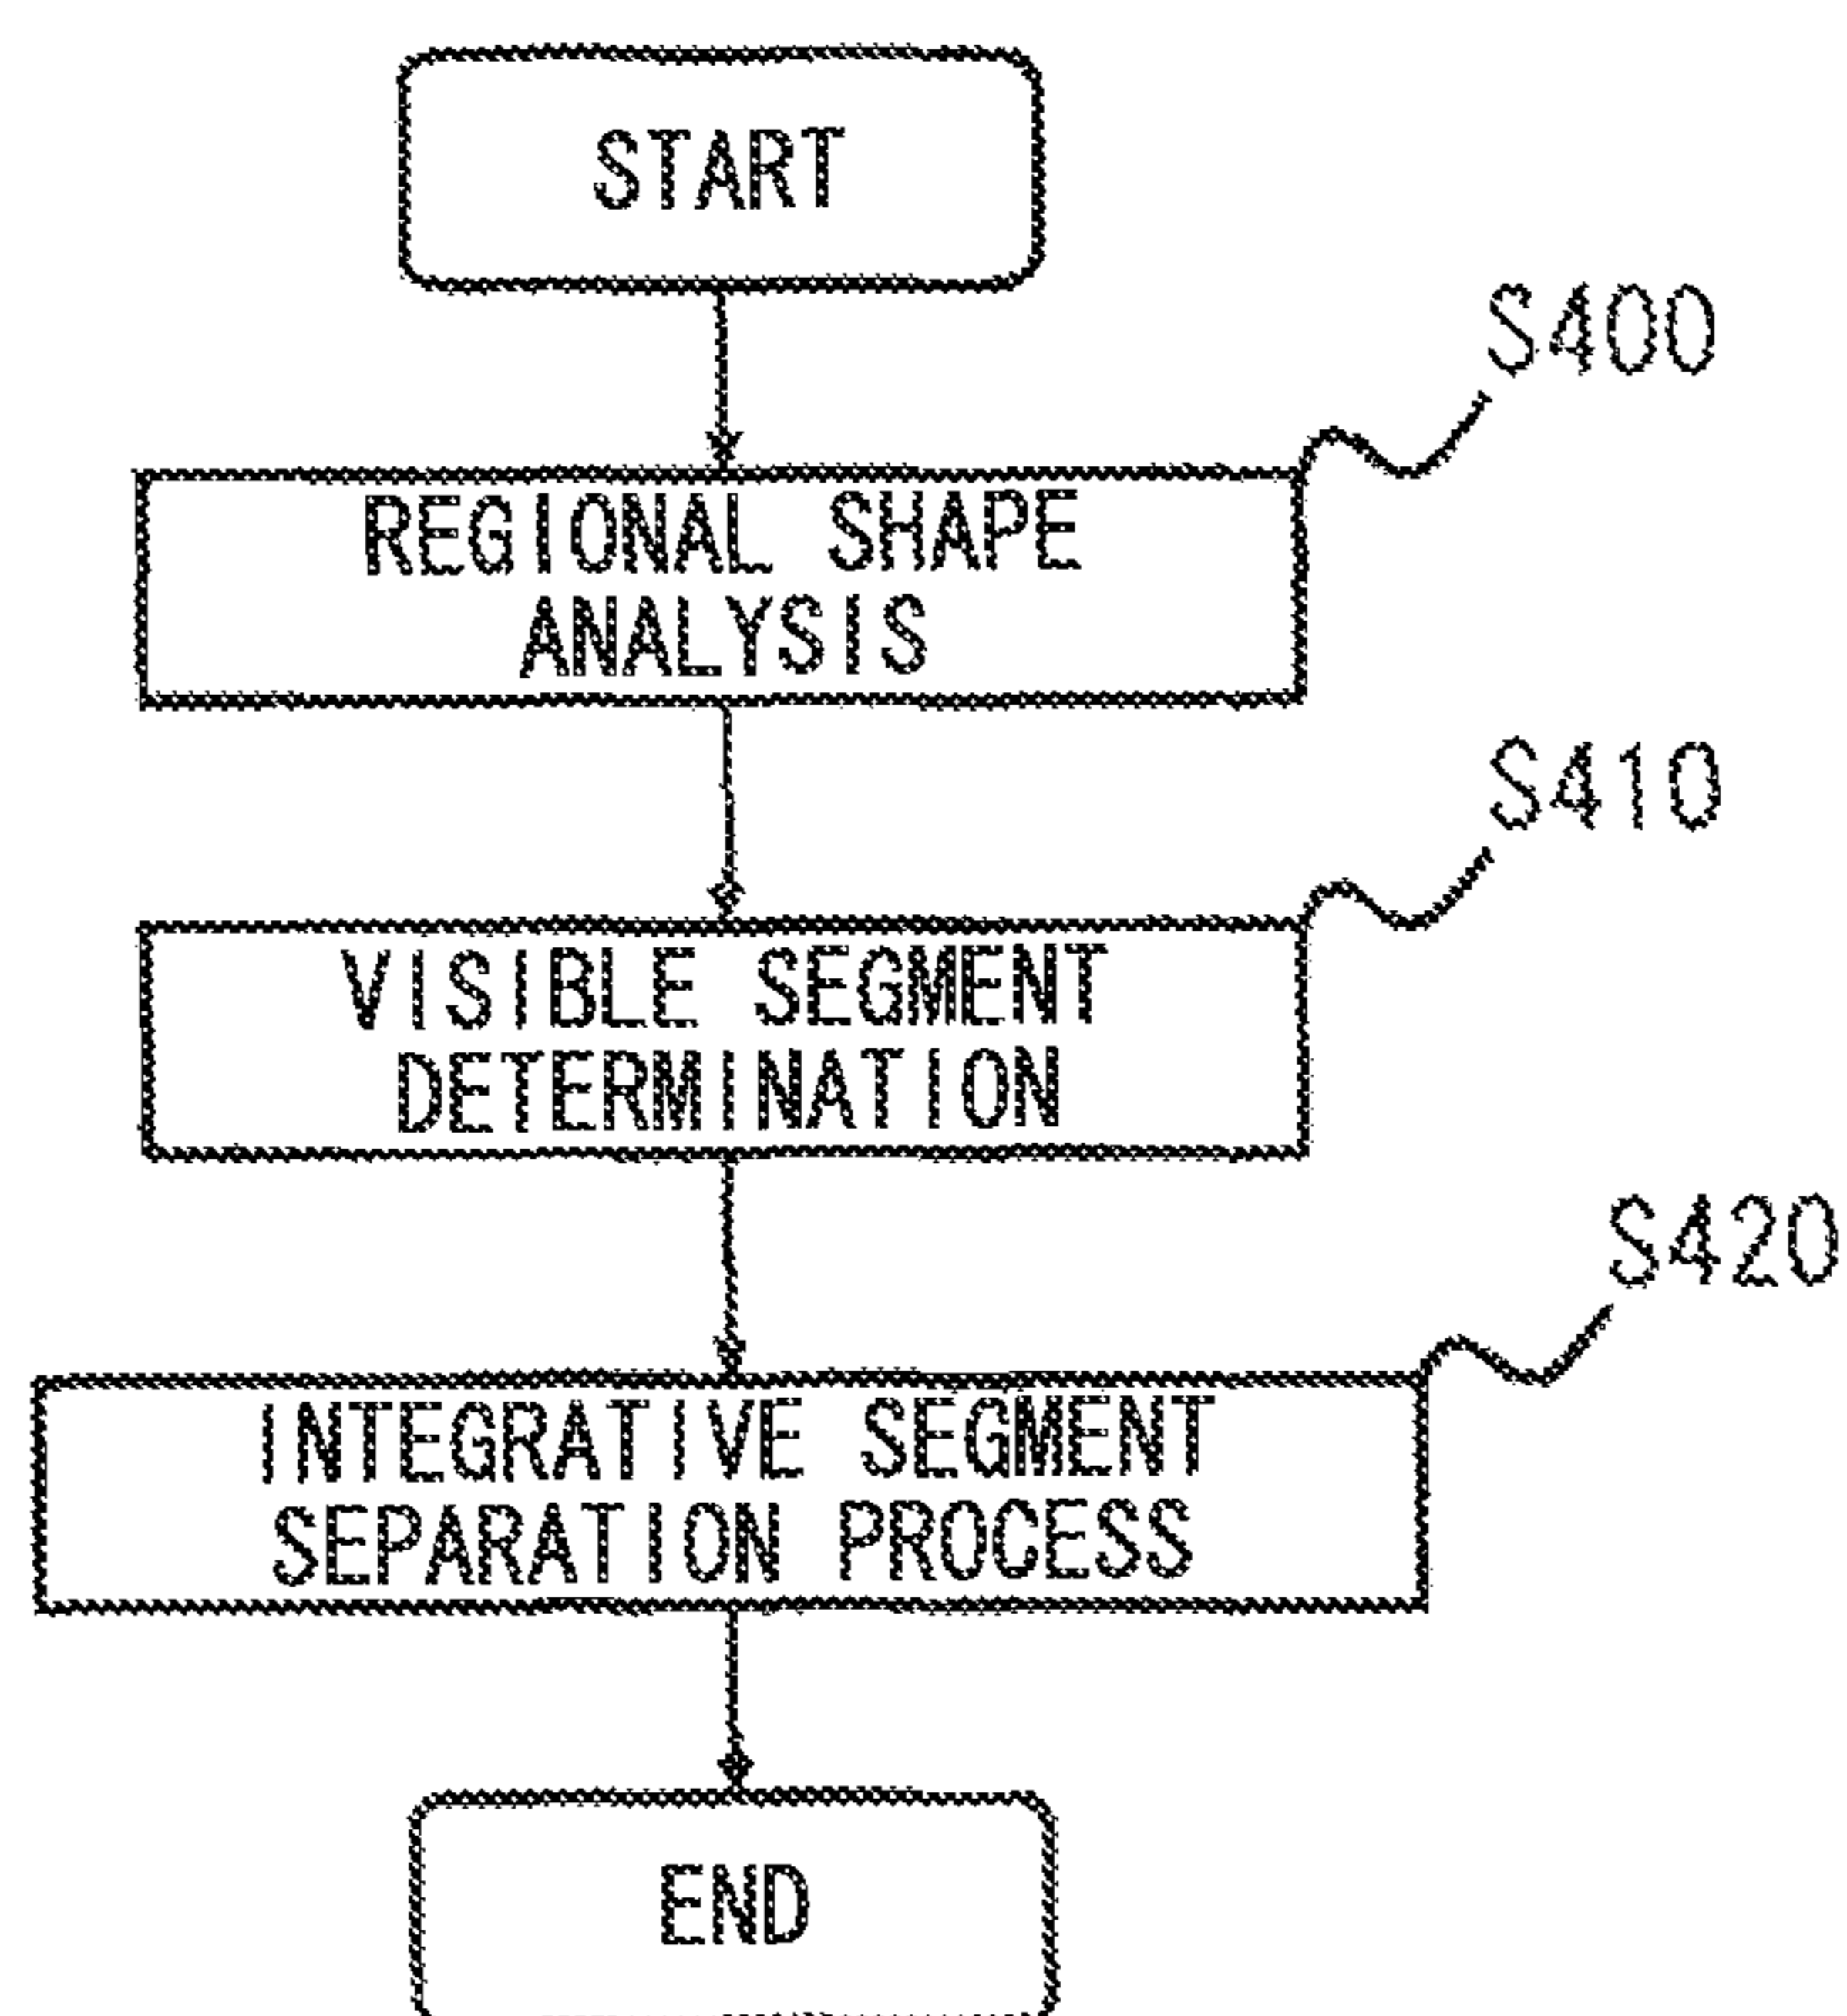 START
S400
REGIONAL SHAPE
ANALYSIS
S410
VISIBLE SEGMENT
DETERMINATION
S420
INTEGRATIVE SEGMENT
SEPARATION PROCESS
END